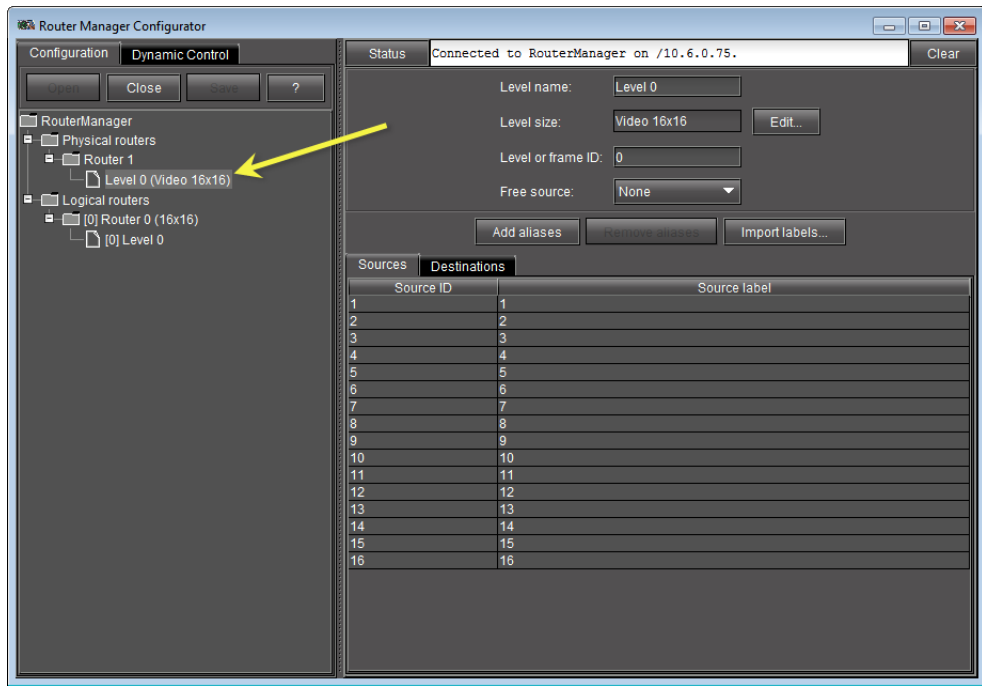 Router Manager Configurator
Configuration Dynamic Control
Open Close Save ?
RouterManager
Physical routers
Router 1
Level 0 (Video 16x16)
Logical routers
[0] Router 0 (16x16)
[0] Level 0
Status Connected to RouterManager on /10.6.0.75. Clear
Level name: Level 0
Level size: Video 16x16 Edit...
Level or frame ID: 0
Free source: None
Add aliases Remove aliases Import labels...
Sources Destinations
Source ID Source label
1 1
2 2
3 3
4 4
5 5
6 6
7 7
8 8
9 9
10 10
11 11
12 12
13 13
14 14
15 15
16 16